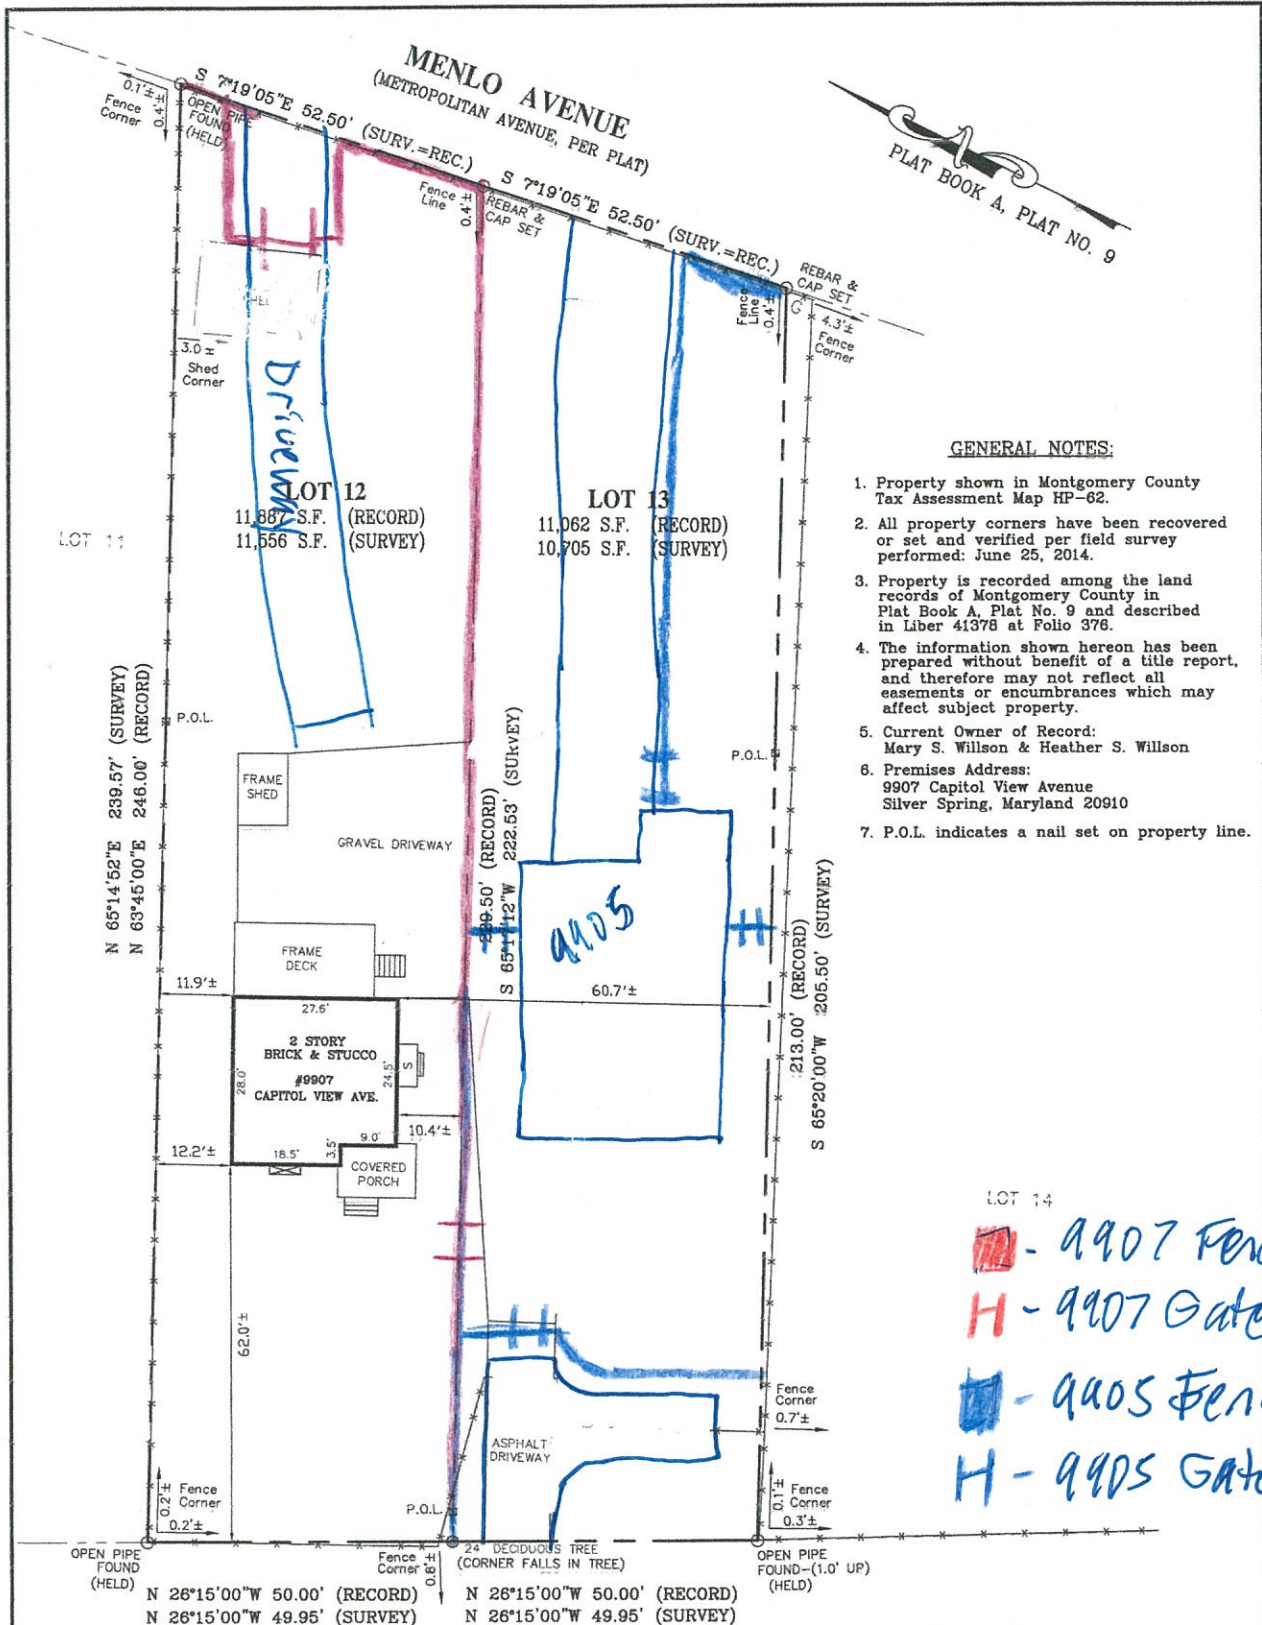 MENLO AVENUE
(METROPOLITAN AVENUE, PER PLAT)
S 7°19'05"E 52.50' (SURV.=REC.)
S 7°19'05"E 52.50' (SURV.=REC.)
0.1'±
Fence
Corner
0.4'±
OPEN PIPE
FOUND
(HELD)
Fence
Line
0.4'±
REBAR &
CAP SET
Fence
Line
0.4'±
REBAR &
CAP SET
4.3'±
Fence
Corner
PLAT BOOK A, PLAT NO. 9
3.0'±
Shed
Corner
Driveway
LOT 11
LOT 12
11,887 S.F. (RECORD)
11,556 S.F. (SURVEY)
LOT 13
11,062 S.F. (RECORD)
10,705 S.F. (SURVEY)
GENERAL NOTES:
1. Property shown in Montgomery County
Tax Assessment Map HP-62.
2. All property corners have been recovered
or set and verified per field survey
performed: June 25, 2014.
3. Property is recorded among the land
records of Montgomery County in
Plat Book A, Plat No. 9 and described
in Liber 41378 at Folio 376.
4. The information shown hereon has been
prepared without benefit of a title report,
and therefore may not reflect all
easements or encumbrances which may
affect subject property.
5. Current Owner of Record:
Mary S. Willson & Heather S. Willson
6. Premises Address:
9907 Capitol View Avenue
Silver Spring, Maryland 20910
7. P.O.L. indicates a nail set on property line.
N 65°14'52"E 239.57' (SURVEY)
N 63°45'00"E 246.00' (RECORD)
P.O.L.
P.O.L.
FRAME
SHED
GRAVEL DRIVEWAY
(RECORD)
S 65°17'12"W 222.53' (SURVEY)
9905
FRAME
DECK
11.9'±
60.7'±
213.00' (RECORD)
S 65°20'00"W 205.50' (SURVEY)
27.6'
2 STORY
BRICK & STUCCO
#9907
CAPITOL VIEW AVE.
28.0'
24.5'
S
10.4'±
12.2'±
18.5'
3.5'
9.0'
COVERED
PORCH
62.0'±
LOT 14
- 9907 Fen
H - 9907 Gate
- 9905 Fen
H - 9905 Gate
ASPHALT
DRIVEWAY
Fence
Corner
0.7'±
P.O.L.
0.2'±
Fence
Corner
0.2'±
0.1'±
Fence
Corner
0.3'±
OPEN PIPE
FOUND
(HELD)
Fence
Corner
0.8'±
24" DECIDUOUS TREE
(CORNER FALLS IN TREE)
OPEN PIPE
FOUND-(1.0' UP)
(HELD)
N 26°15'00"W 50.00' (RECORD)
N 26°15'00"W 49.95' (SURVEY)
N 26°15'00"W 50.00' (RECORD)
N 26°15'00"W 49.95' (SURVEY)